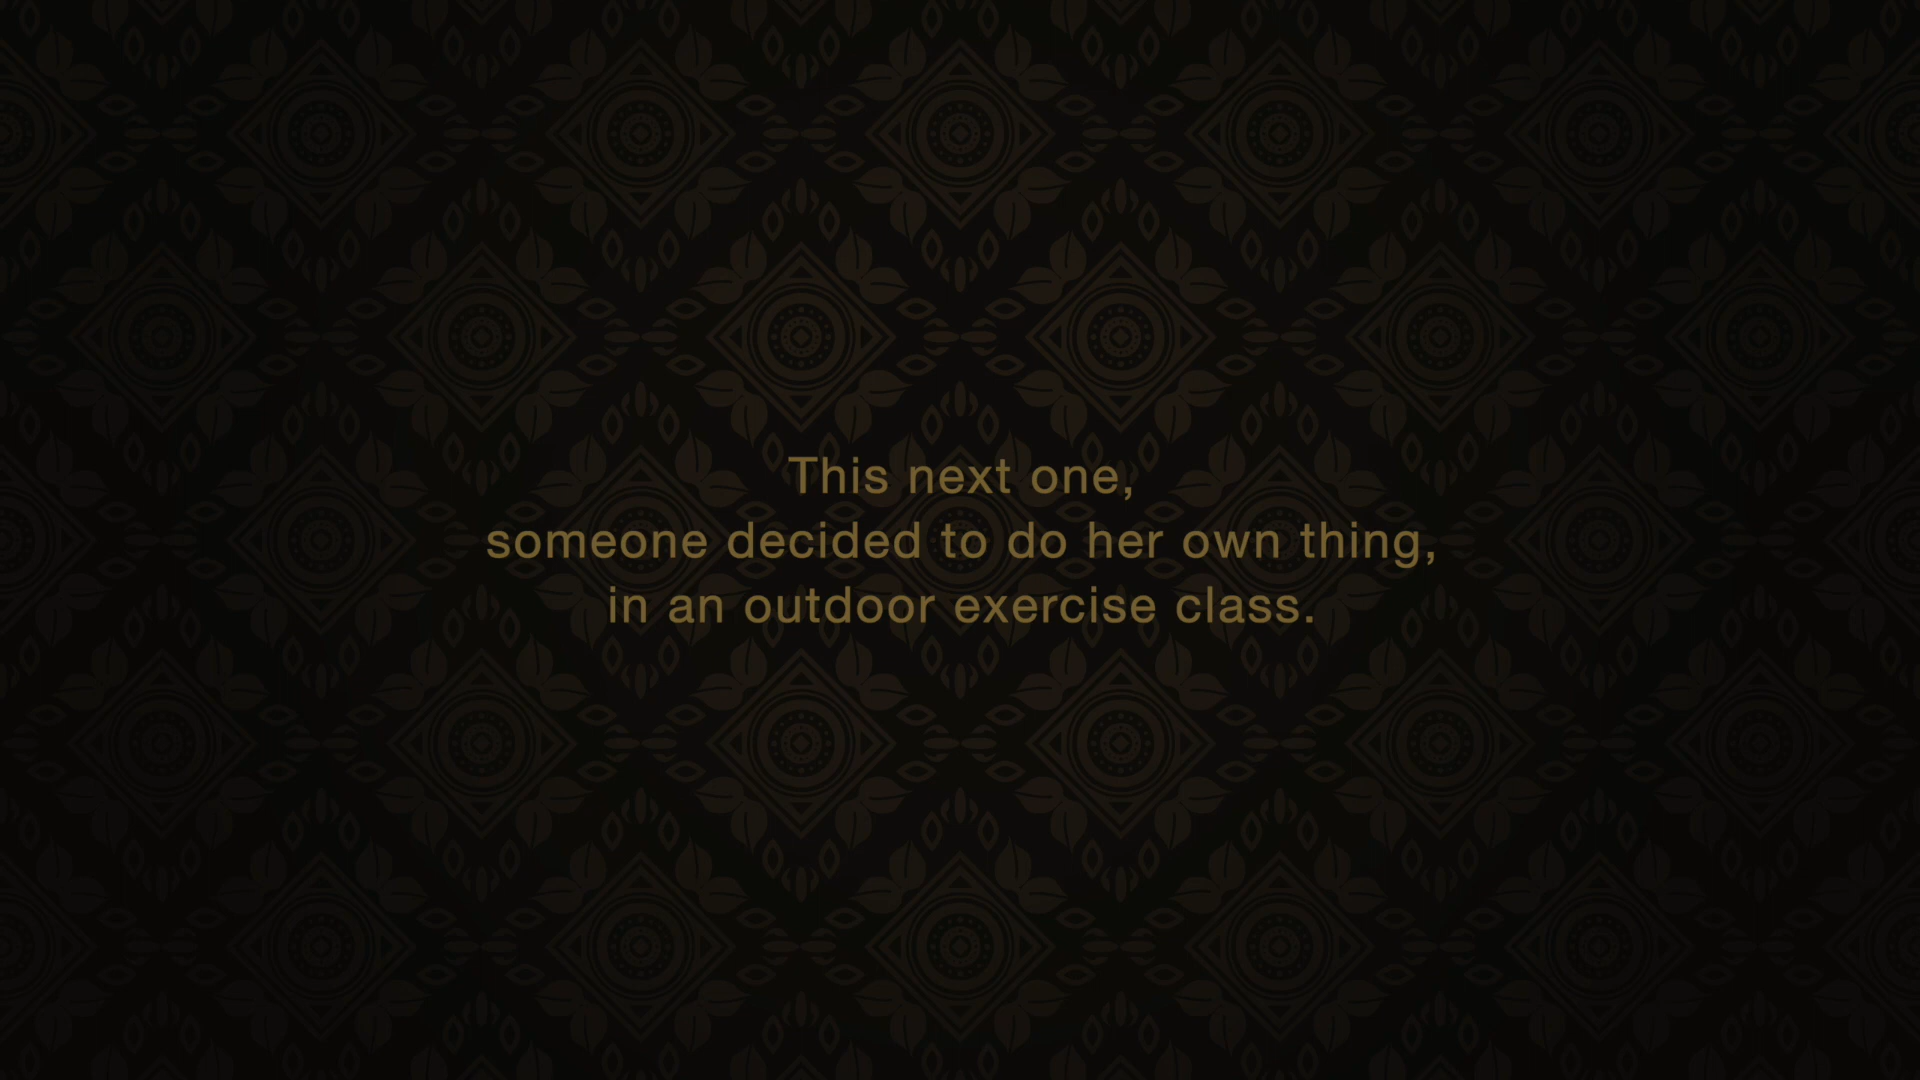 This next one,
someone decided to do her own thing,
in an outdoor exercise class.